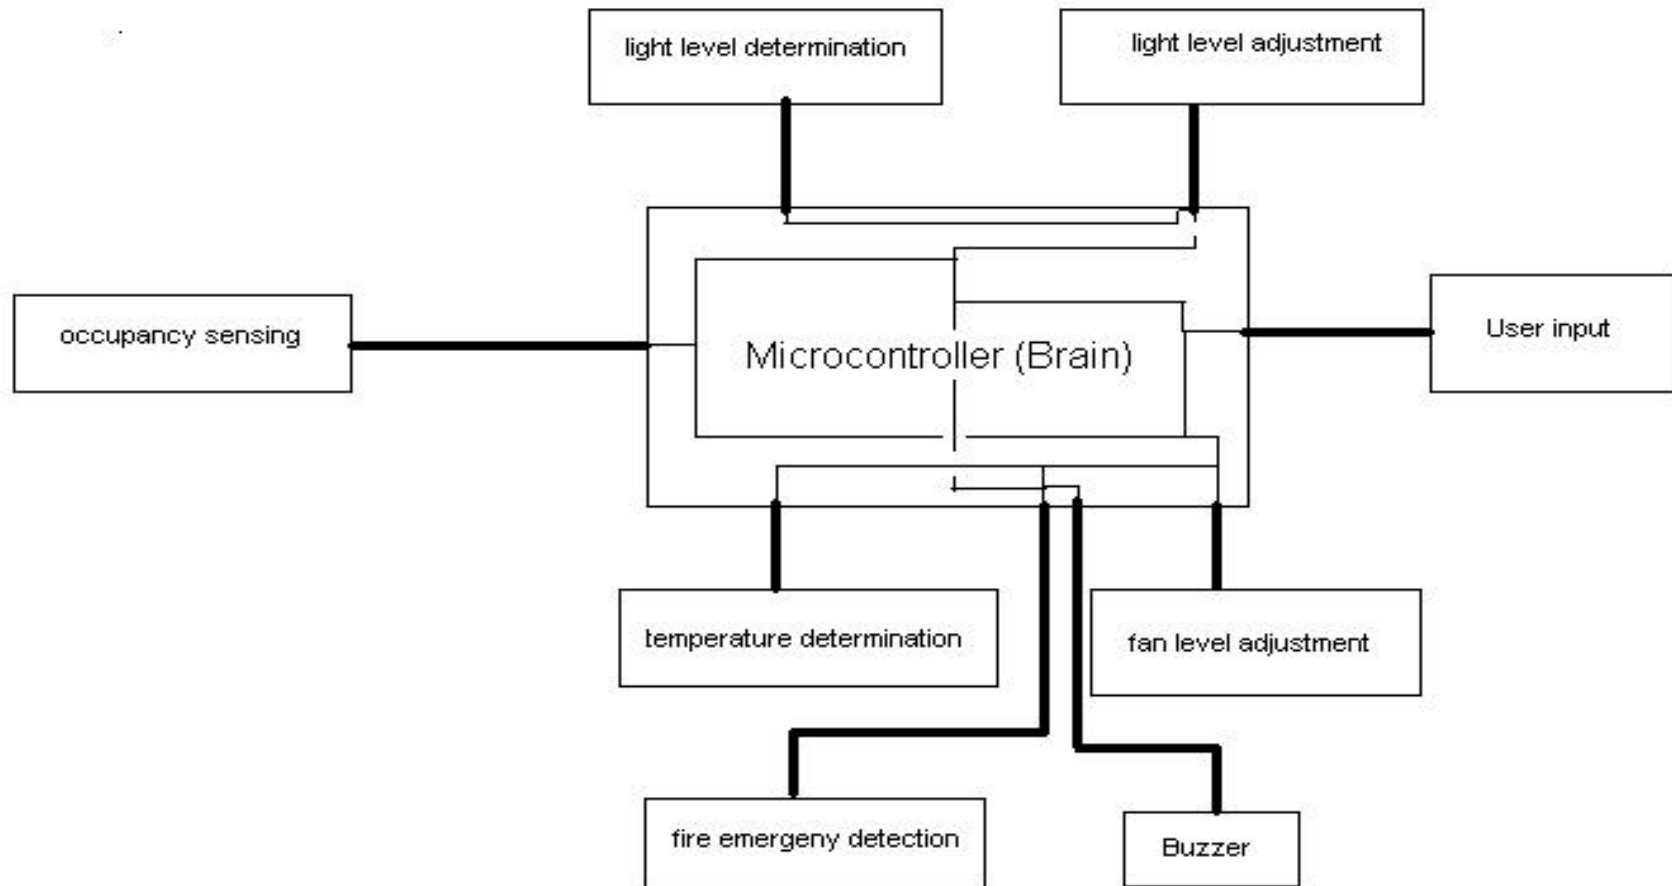 light level determination
light level adjustment
occupancy sensing
Microcontroller (Brain)
User input
temperature determination
fan level adjustment
fire emergeny detection
Buzzer